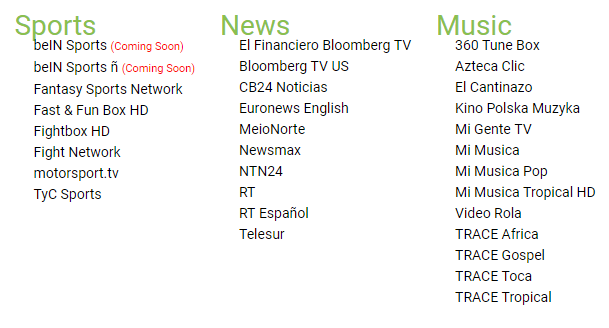 Sports
beIN Sports (Coming Soon)
beIN Sports ñ (Coming Soon)
Fantasy Sports Network
Fast & Fun Box HD
Fightbox HD
Fight Network
motorsport.tv
TyC Sports
News
El Financiero Bloomberg TV
Bloomberg TV US
CB24 Noticias
Euronews English
MeioNorte
Newsmax
NTN24
RT
RT Español
Telesur
Music
360 Tune Box
Azteca Clic
El Cantinazo
Kino Polska Muzyka
Mi Gente TV
Mi Musica
Mi Musica Pop
Mi Musica Tropical HD
Video Rola
TRACE Africa
TRACE Gospel
TRACE Toca
TRACE Tropical